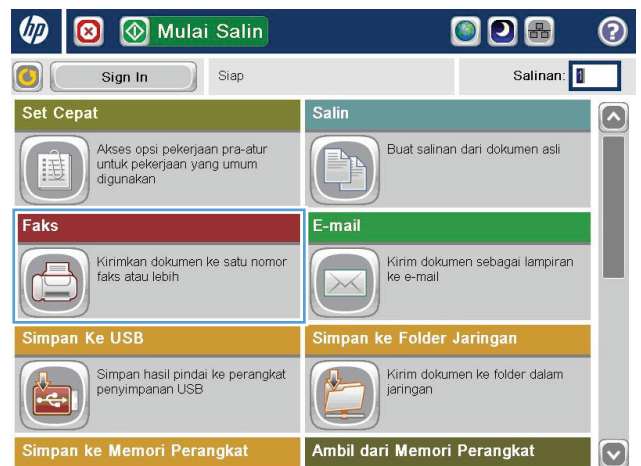 hp
Mulai Salin
?
Sign In
Siap
Salinan: 1
Set Cepat
Akses opsi pekerjaan pra-atur
untuk pekerjaan yang umum
digunakan
Salin
Buat salinan dari dokumen asli
Faks
Kirimkan dokumen ke satu nomor
faks atau lebih
E-mail
Kirim dokumen sebagai lampiran
ke e-mail
Simpan Ke USB
Simpan hasil pindai ke perangkat
penyimpanan USB
Simpan ke Folder Jaringan
Kirim dokumen ke folder dalam
jaringan
Simpan ke Memori Perangkat
Ambil dari Memori Perangkat